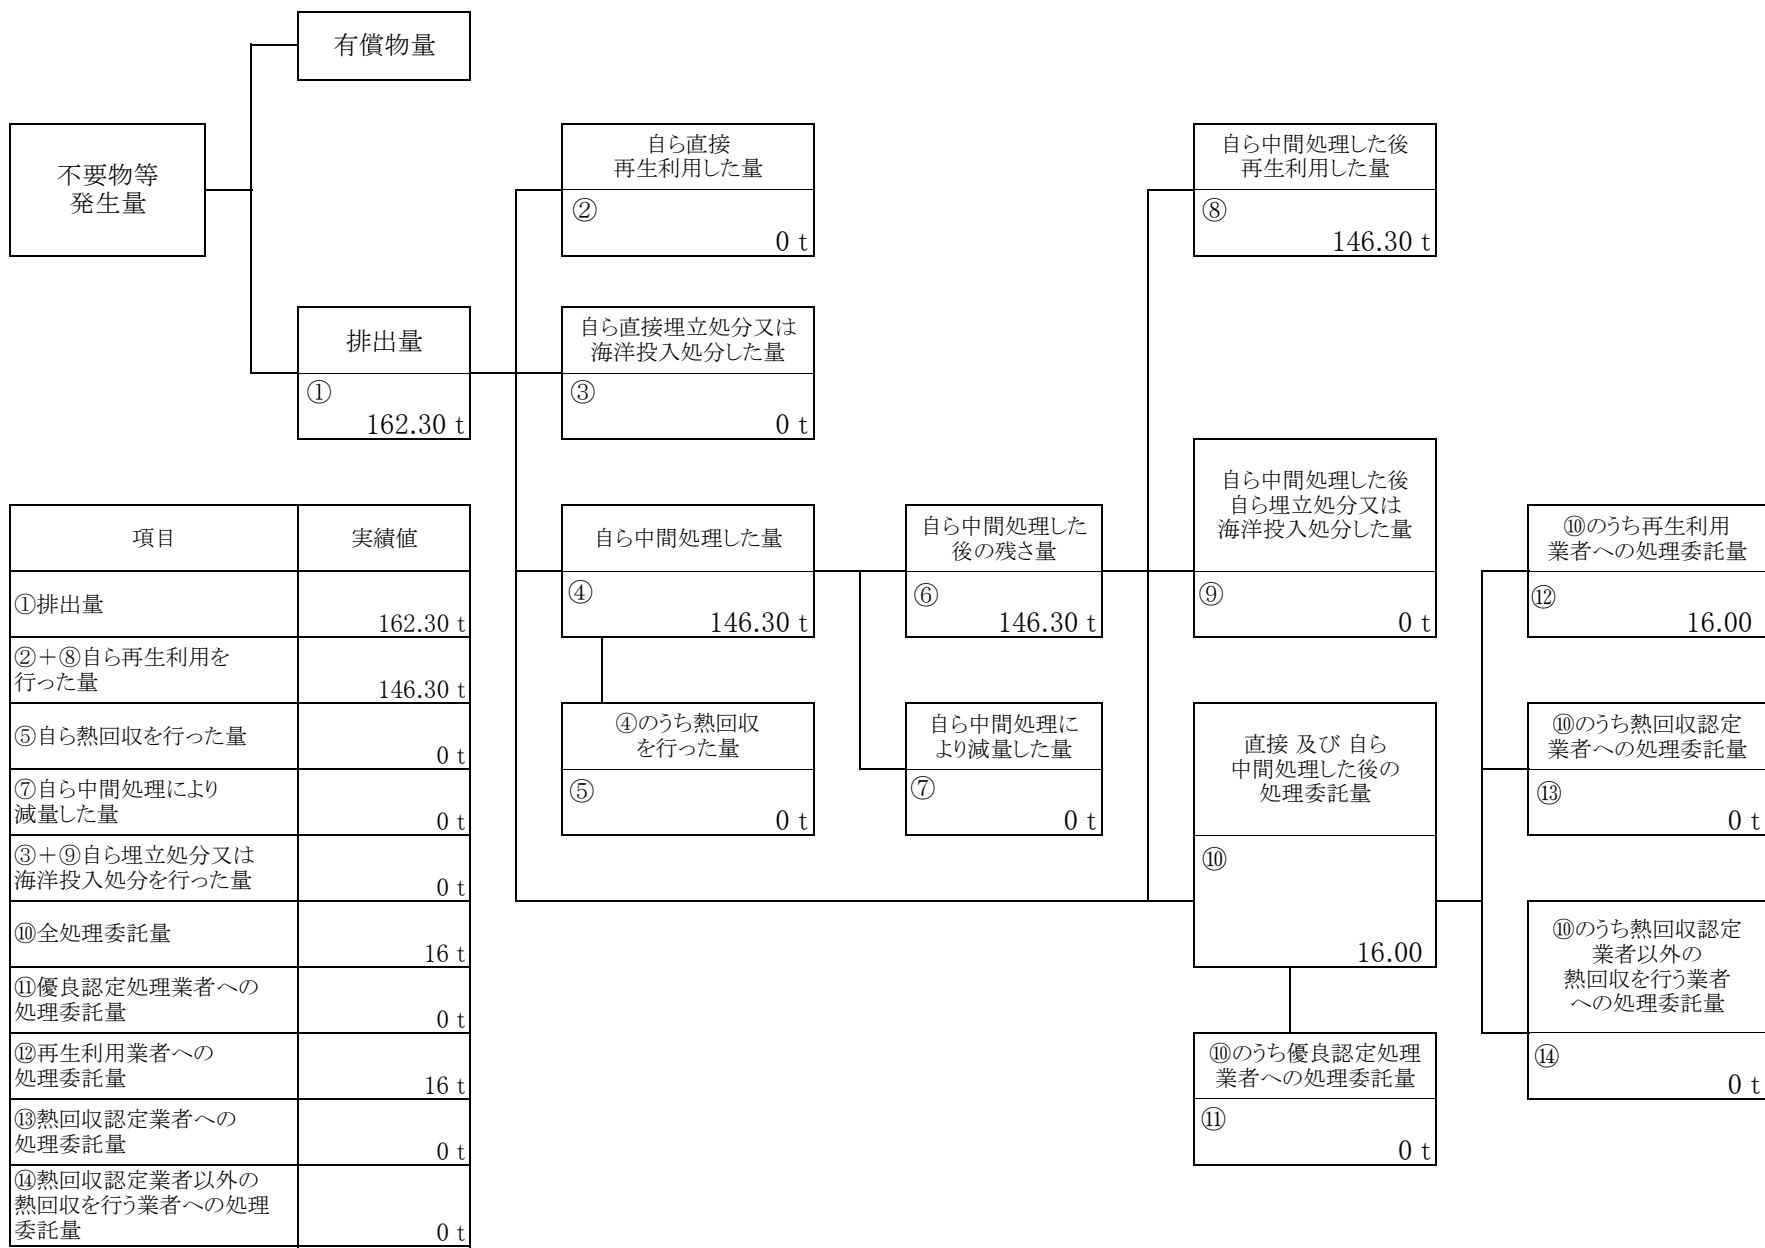 有償物量
不要物等
発生量
排出量
①
162.30 t
自ら直接
再生利用した量
②
0 t
自ら直接埋立処分又は
海洋投入処分した量
③
0 t
自ら中間処理した量
④
146.30 t
④のうち熱回収
を行った量
⑤
0 t
自ら中間処理した
後の残さ量
⑥
146.30 t
自ら中間処理に
より減量した量
⑦
0 t
自ら中間処理した後
再生利用した量
⑧
146.30 t
自ら中間処理した後
自ら埋立処分又は
海洋投入処分した量
⑨
0 t
直接 及び 自ら
中間処理した後の
処理委託量
⑩
16.00
⑩のうち優良認定処理
業者への処理委託量
⑪
0 t
⑩のうち再生利用
業者への処理委託量
⑫
16.00
⑩のうち熱回収認定
業者への処理委託量
⑬
0 t
⑩のうち熱回収認定
業者以外の
熱回収を行う業者
への処理委託量
⑭
0 t
項目 実績値
①排出量
162.30 t
②＋⑧自ら再生利用を
行った量
146.30 t
⑤自ら熱回収を行った量
0 t
⑦自ら中間処理により
減量した量
0 t
③＋⑨自ら埋立処分又は
海洋投入処分を行った量
0 t
⑩全処理委託量
16 t
⑪優良認定処理業者への
処理委託量
0 t
⑫再生利用業者への
処理委託量
16 t
⑬熱回収認定業者への
処理委託量
0 t
⑭熱回収認定業者以外の
熱回収を行う業者への処理
委託量
0 t